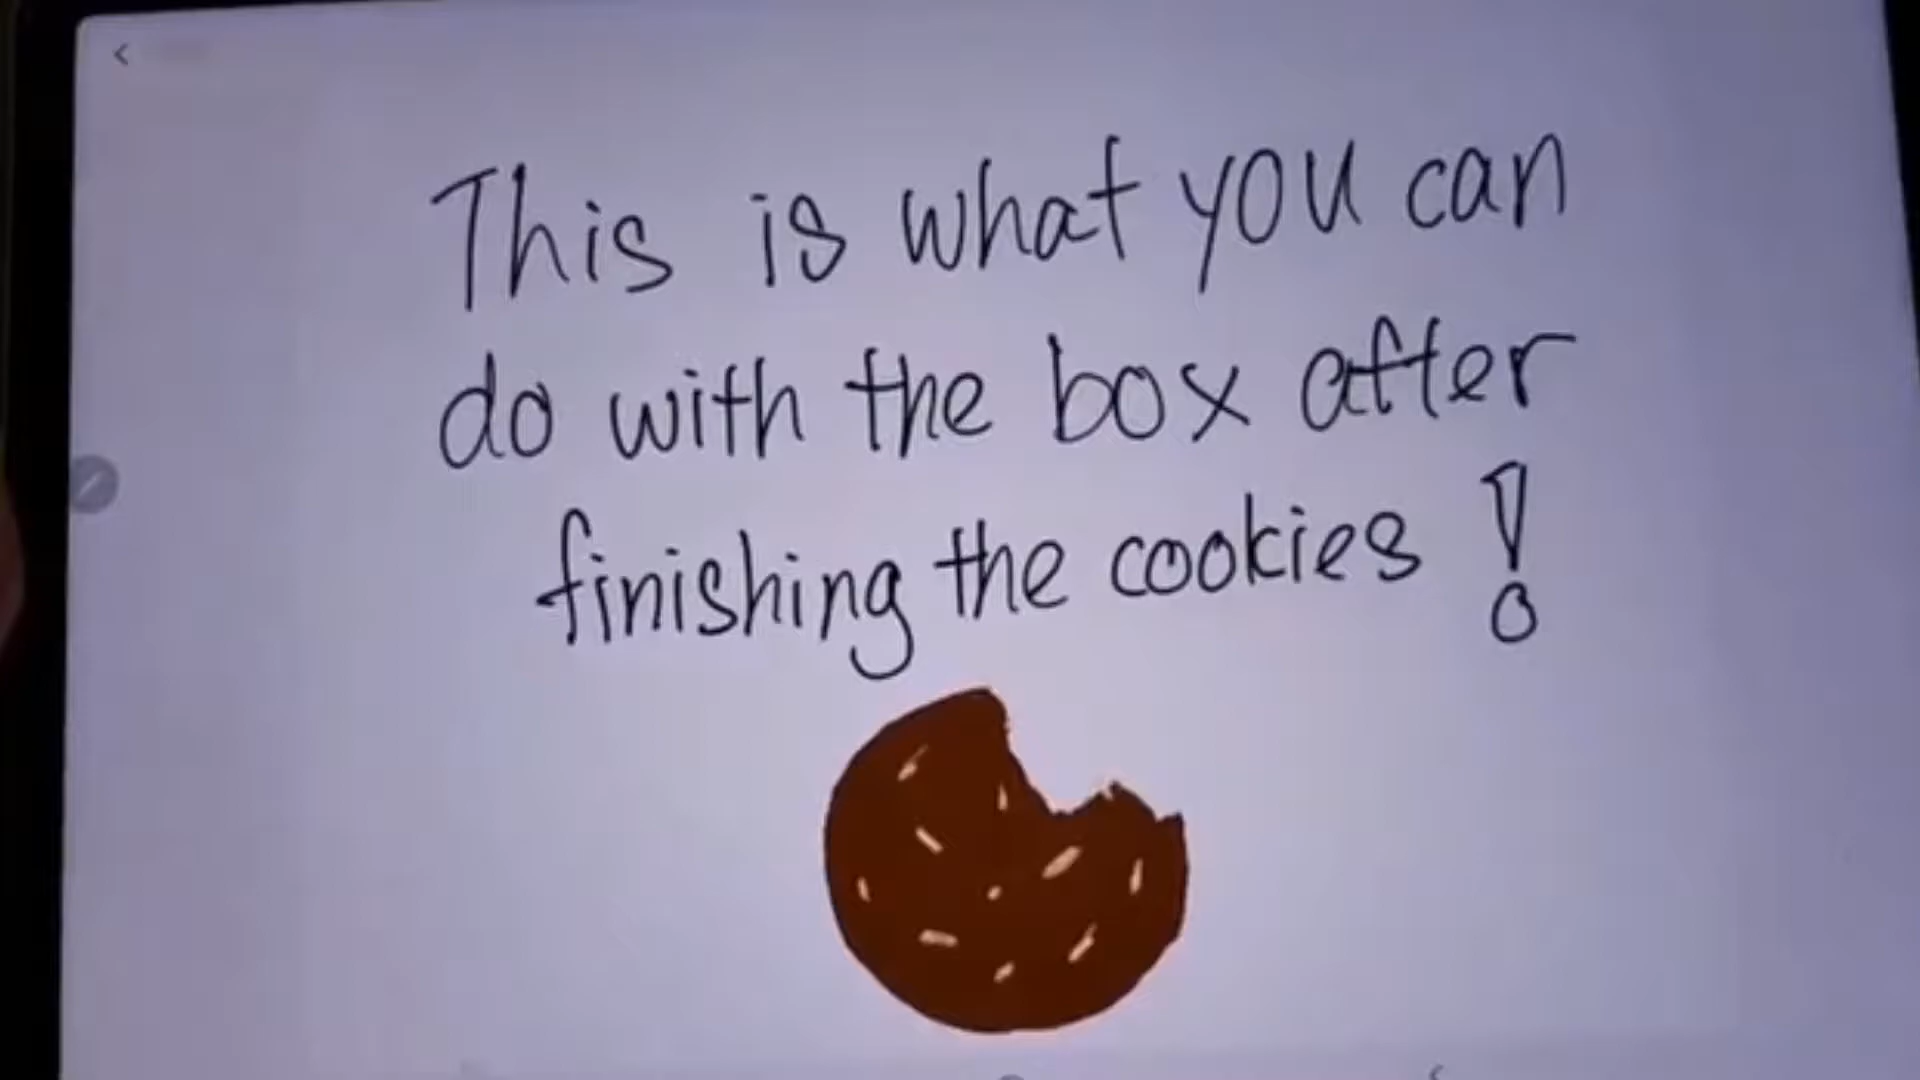 This is what you can
do with the box after
finishing the cookies!